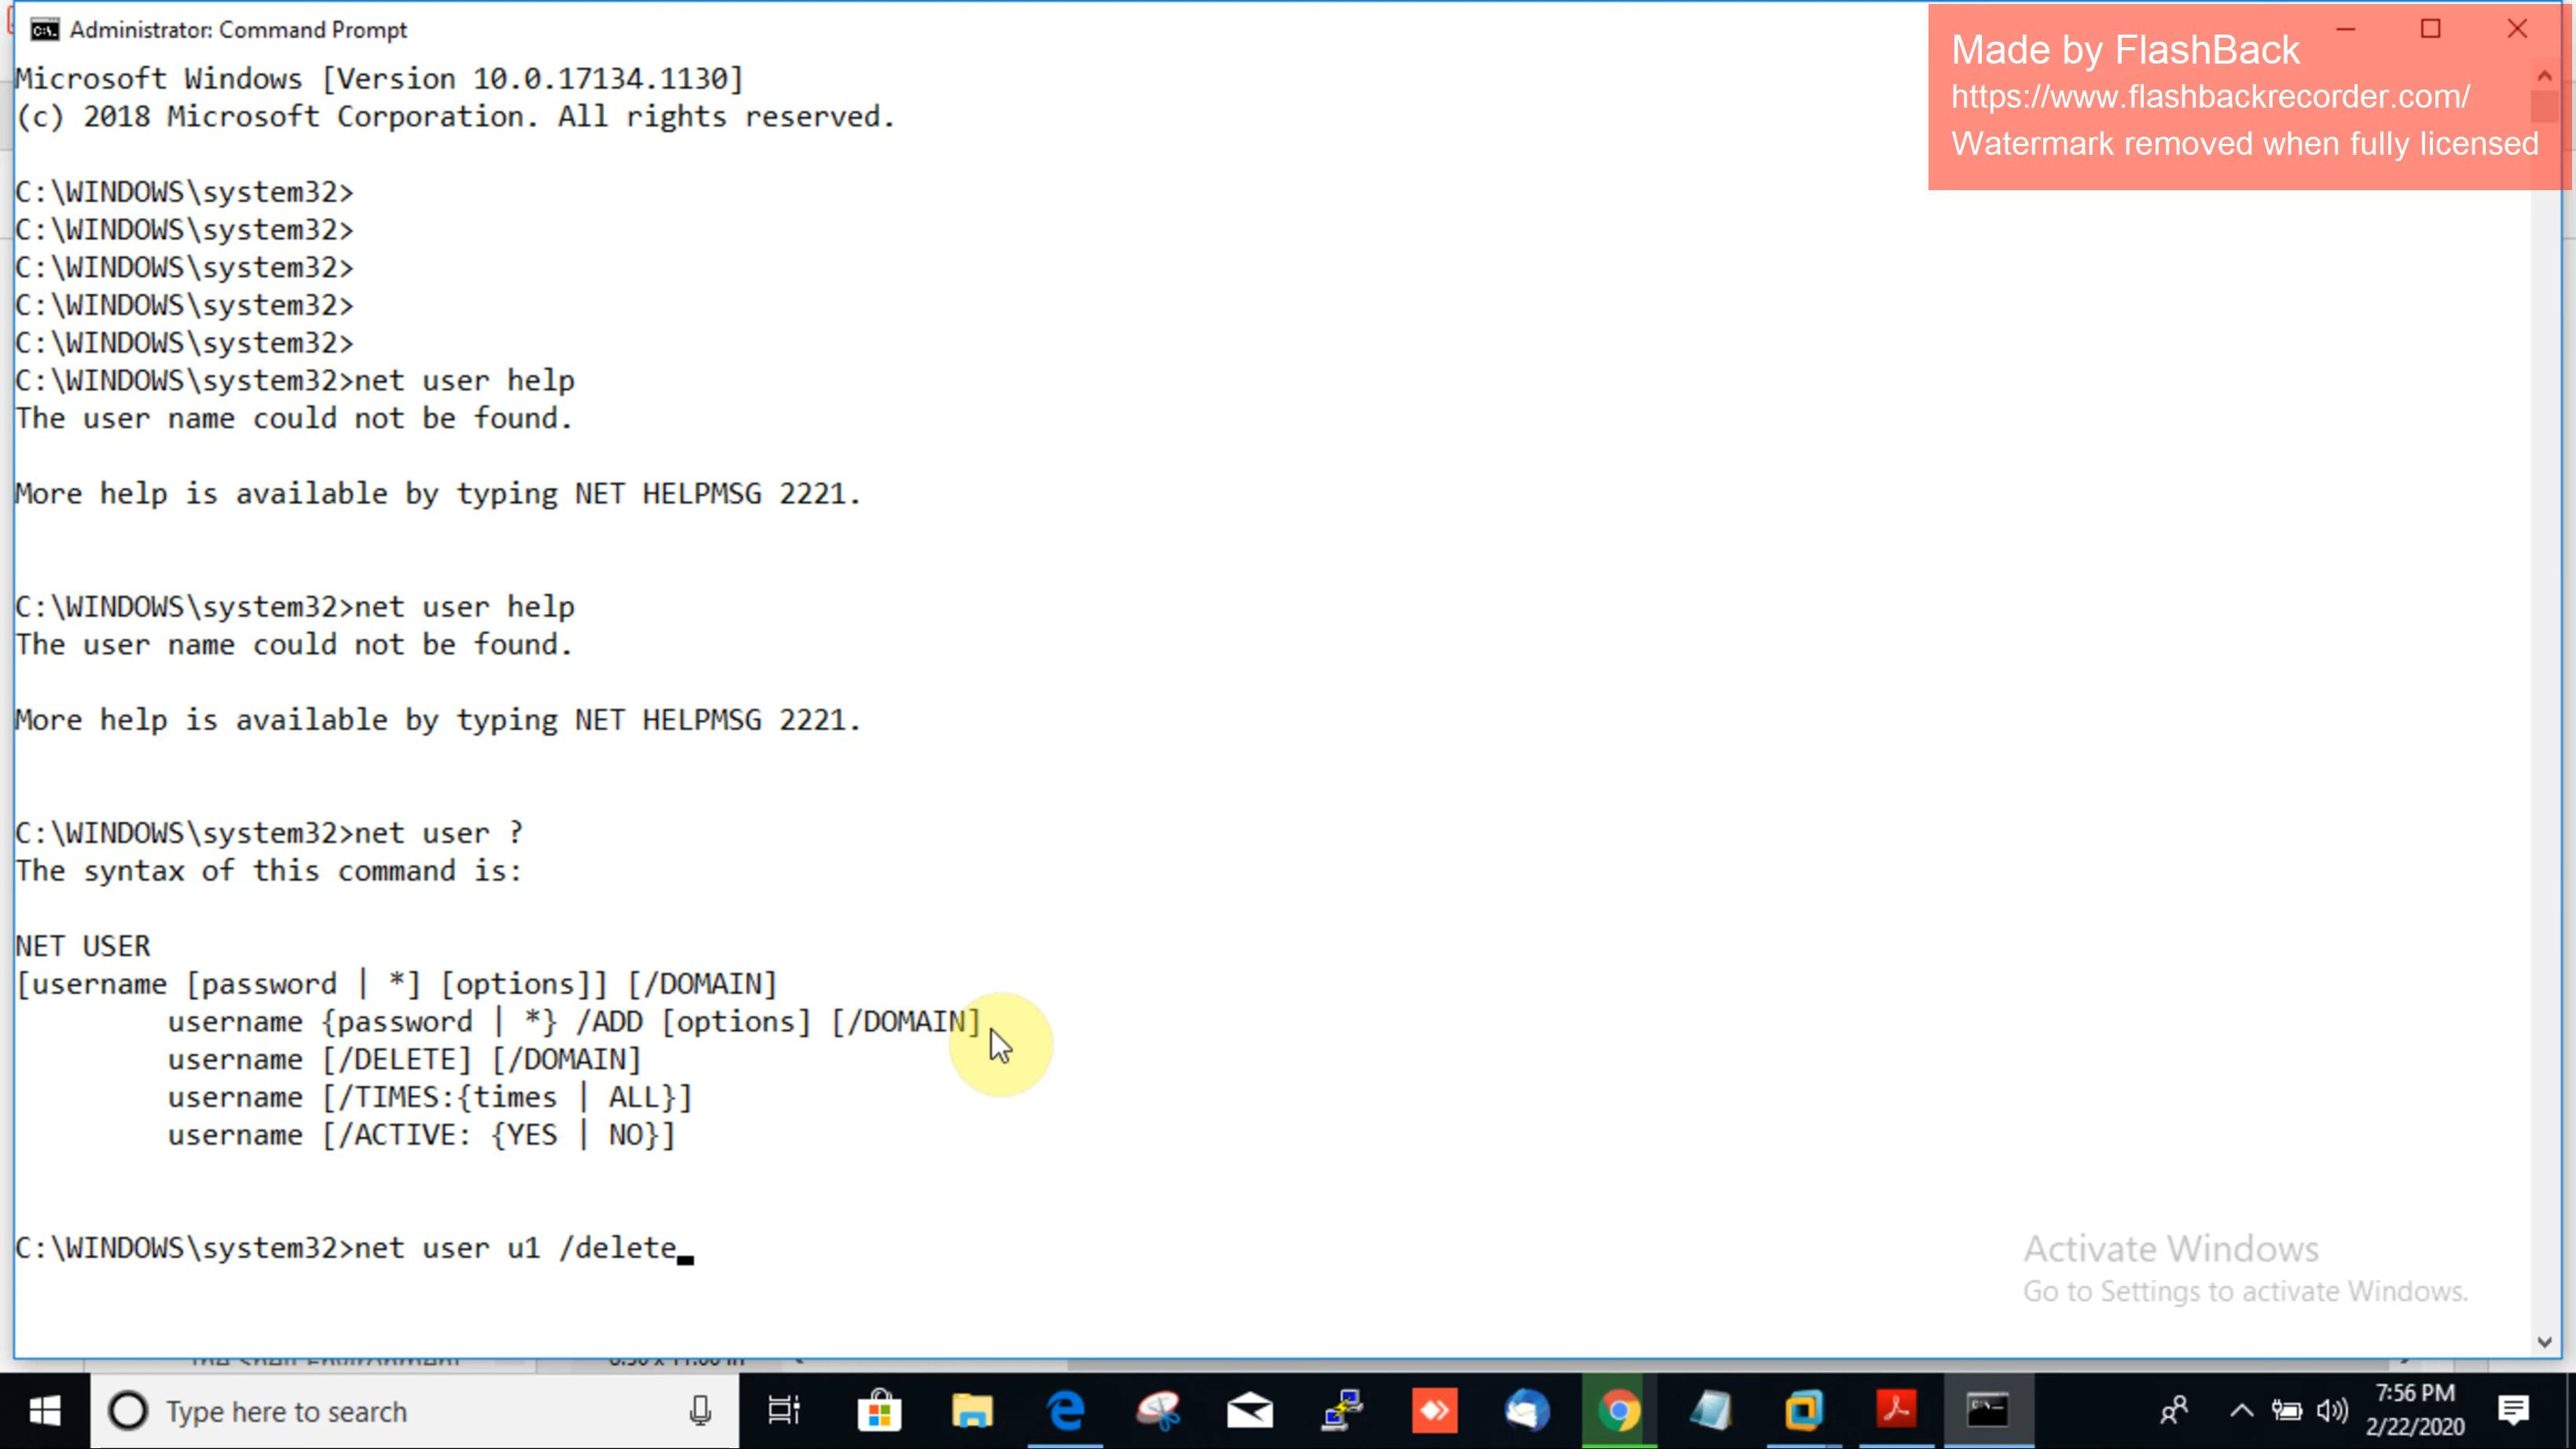 Administrator: Command Prompt
Made by FlashBack
https://www.flashbackrecorder.com/
Watermark removed when fully licensed
Microsoft Windows [Version 10.0.17134.1130]
(c) 2018 Microsoft Corporation. All rights reserved.
C:\WINDOWS\system32>
C:\WINDOWS\system32>
C:\WINDOWS\system32>
C:\WINDOWS\system32>
C:\WINDOWS\system32>
C:\WINDOWS\system32>net user help
The user name could not be found.
More help is available by typing NET HELPMSG 2221.
C:\WINDOWS\system32>net user help
The user name could not be found.
More help is available by typing NET HELPMSG 2221.
C:\WINDOWS\system32>net user ?
The syntax of this command is:
NET USER
[username [password | *] [options]] [/DOMAIN]
username {password | *} /ADD [options] [/DOMAIN]
username [/DELETE] [/DOMAIN]
username [/TIMES:{times | ALL}]
username [/ACTIVE: {YES | NO}]
C:\WINDOWS\system32>net user u1 /delete
Activate Windows
Go to Settings to activate Windows.
Type here to search
7:56 PM
2/22/2020